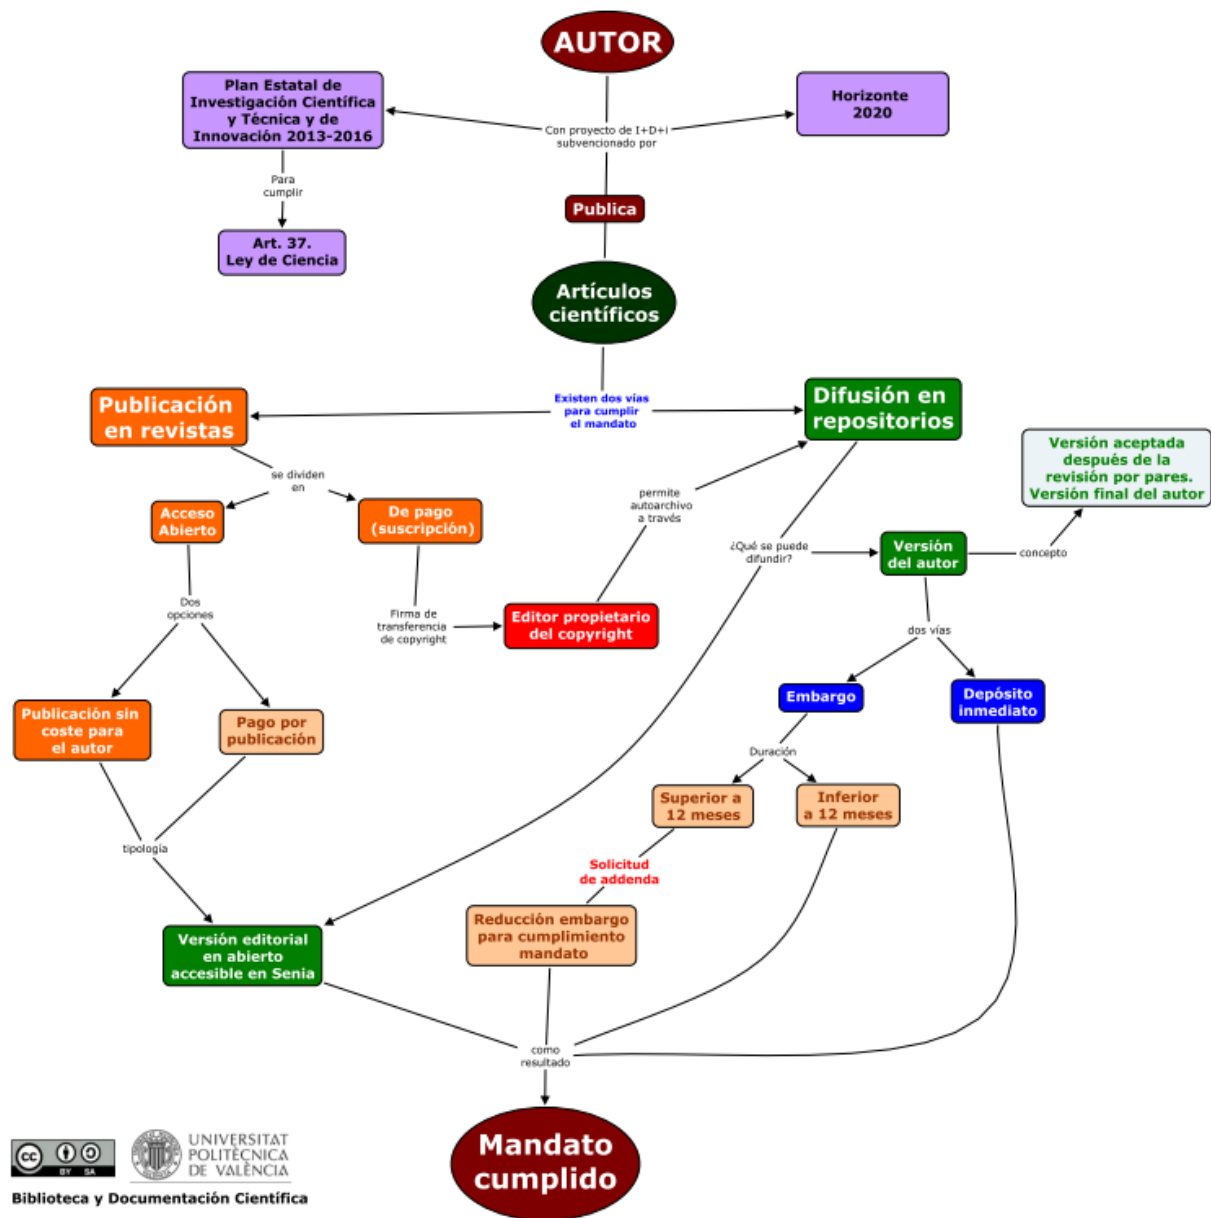 AUTOR
Plan Estatal de
Investigación Científica
y Técnica y de
Innovación 2013-2016
Horizonte
2020
Con proyecto de I+D+i
subvencionado por
Para
cumplir
Publica
Art. 37.
Ley de Ciencia
Artículos
científicos
Existen dos vías
para cumplir
el mandato
Publicación
en revistas
Difusión en
repositorios
Versión aceptada
después de la
revisión por pares.
Versión final del autor
se dividen
en
permite
autoarchivo
a través
Acceso
Abierto
De pago
(suscripción)
¿Qué se puede
difundir?
Versión
del autor
concepto
Dos
opciones
Firma de
transferencia
de copyright
Editor propietario
del copyright
dos vías
Embargo
Depósito
inmediato
Publicación sin
coste para
el autor
Pago por
publicación
Duración
Superior a
12 meses
Inferior
a 12 meses
tipología
Solicitud
de addenda
Reducción embargo
para cumplimiento
mandato
Versión editorial
en abierto
accesible en Senia
como
resultado
Mandato
cumplido
cc
BY SA
UNIVERSITAT
POLITÈCNICA
DE VALÈNCIA
Biblioteca y Documentación Científica